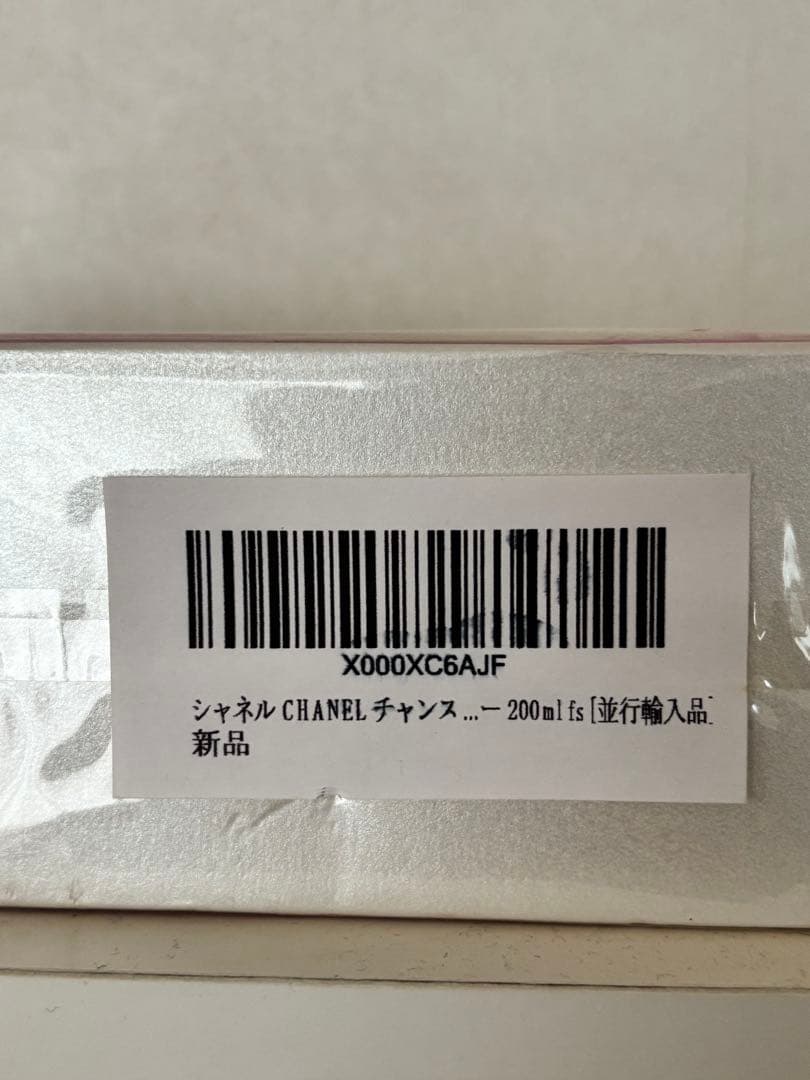 X000XC6AJF
シャネル CHANEL チャンス ...ー 200ml fs [並行輸入品]
新品